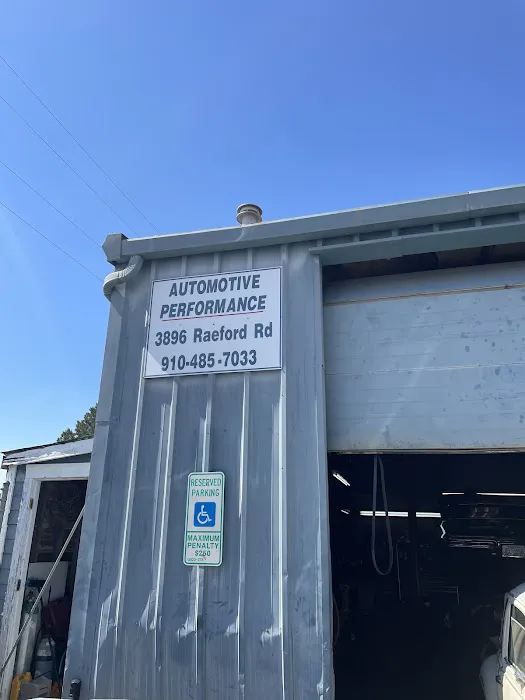 AUTOMOTIVE
PERFORMANCE
3896 Raeford Rd
910-485-7033
RESERVED
PARKING
MAXIMUM
PENALTY
$250